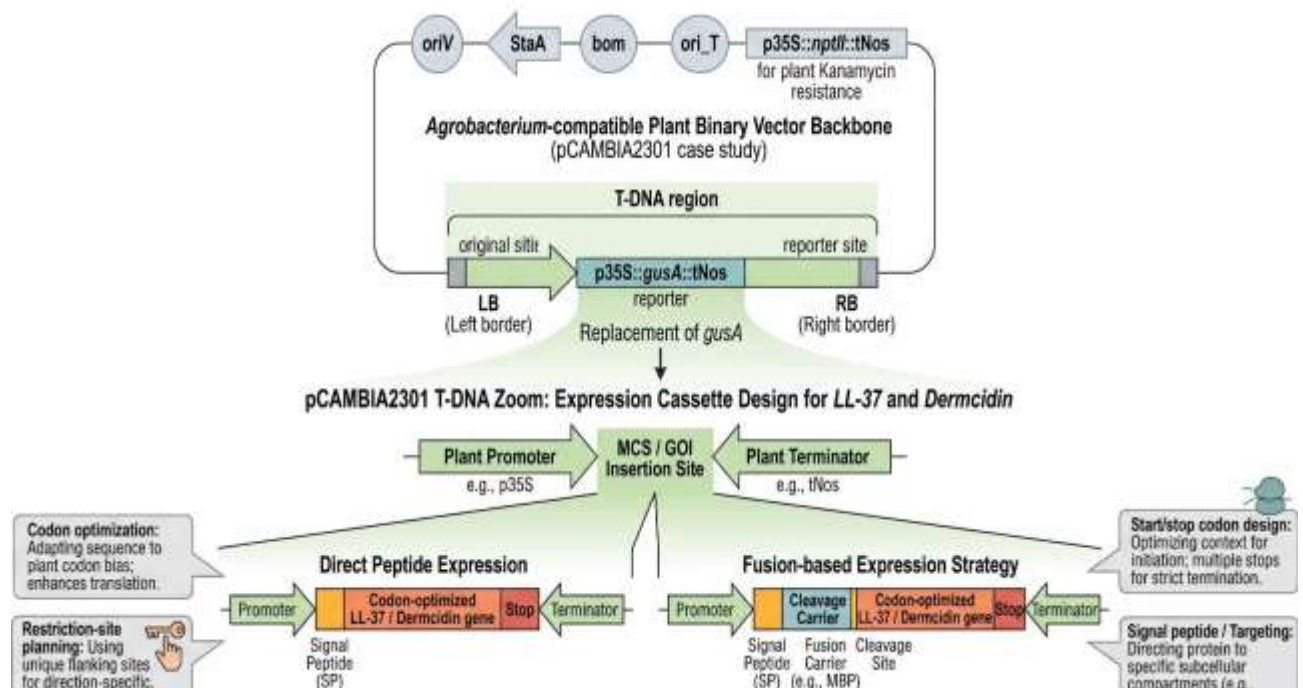 oriV
StaA
bom
ori_T
p35S::nptII::tNos
for plant Kanamycin
resistance
Agrobacterium-compatible Plant Binary Vector Backbone
(pCAMBIA2301 case study)
T-DNA region
original sitie
reporter site
p35S::gusA::tNos
LB
(Left border)
reporter
RB
(Right border)
Replacement of gusA
pCAMBIA2301 T-DNA Zoom: Expression Cassette Design for LL-37 and Dermcidin
Plant Promoter
e.g., p35S
MCS / GOI
Insertion Site
Plant Terminator
e.g., tNos
Codon optimization:
Adapting sequence to
plant codon bias;
enhances translation.
Restriction-site
planning: Using
unique flanking sites
for direction-specific.
Direct Peptide Expression
Promoter
Codon-optimized
LL-37 / Dermcidin gene
Stop
Terminator
Signal
Peptide
(SP)
Fusion-based Expression Strategy
Promoter
Cleavage
Carrier
Codon-optimized
LL-37 / Dermcidin gene
Stop
Terminator
Signal
Peptide
(SP)
Fusion
Carrier
(e.g., MBP)
Cleavage
Site
Start/stop codon design:
Optimizing context for
initiation; multiple stops
for strict termination.
Signal peptide / Targeting:
Directing protein to
specific subcellular
compartments (e.g.,